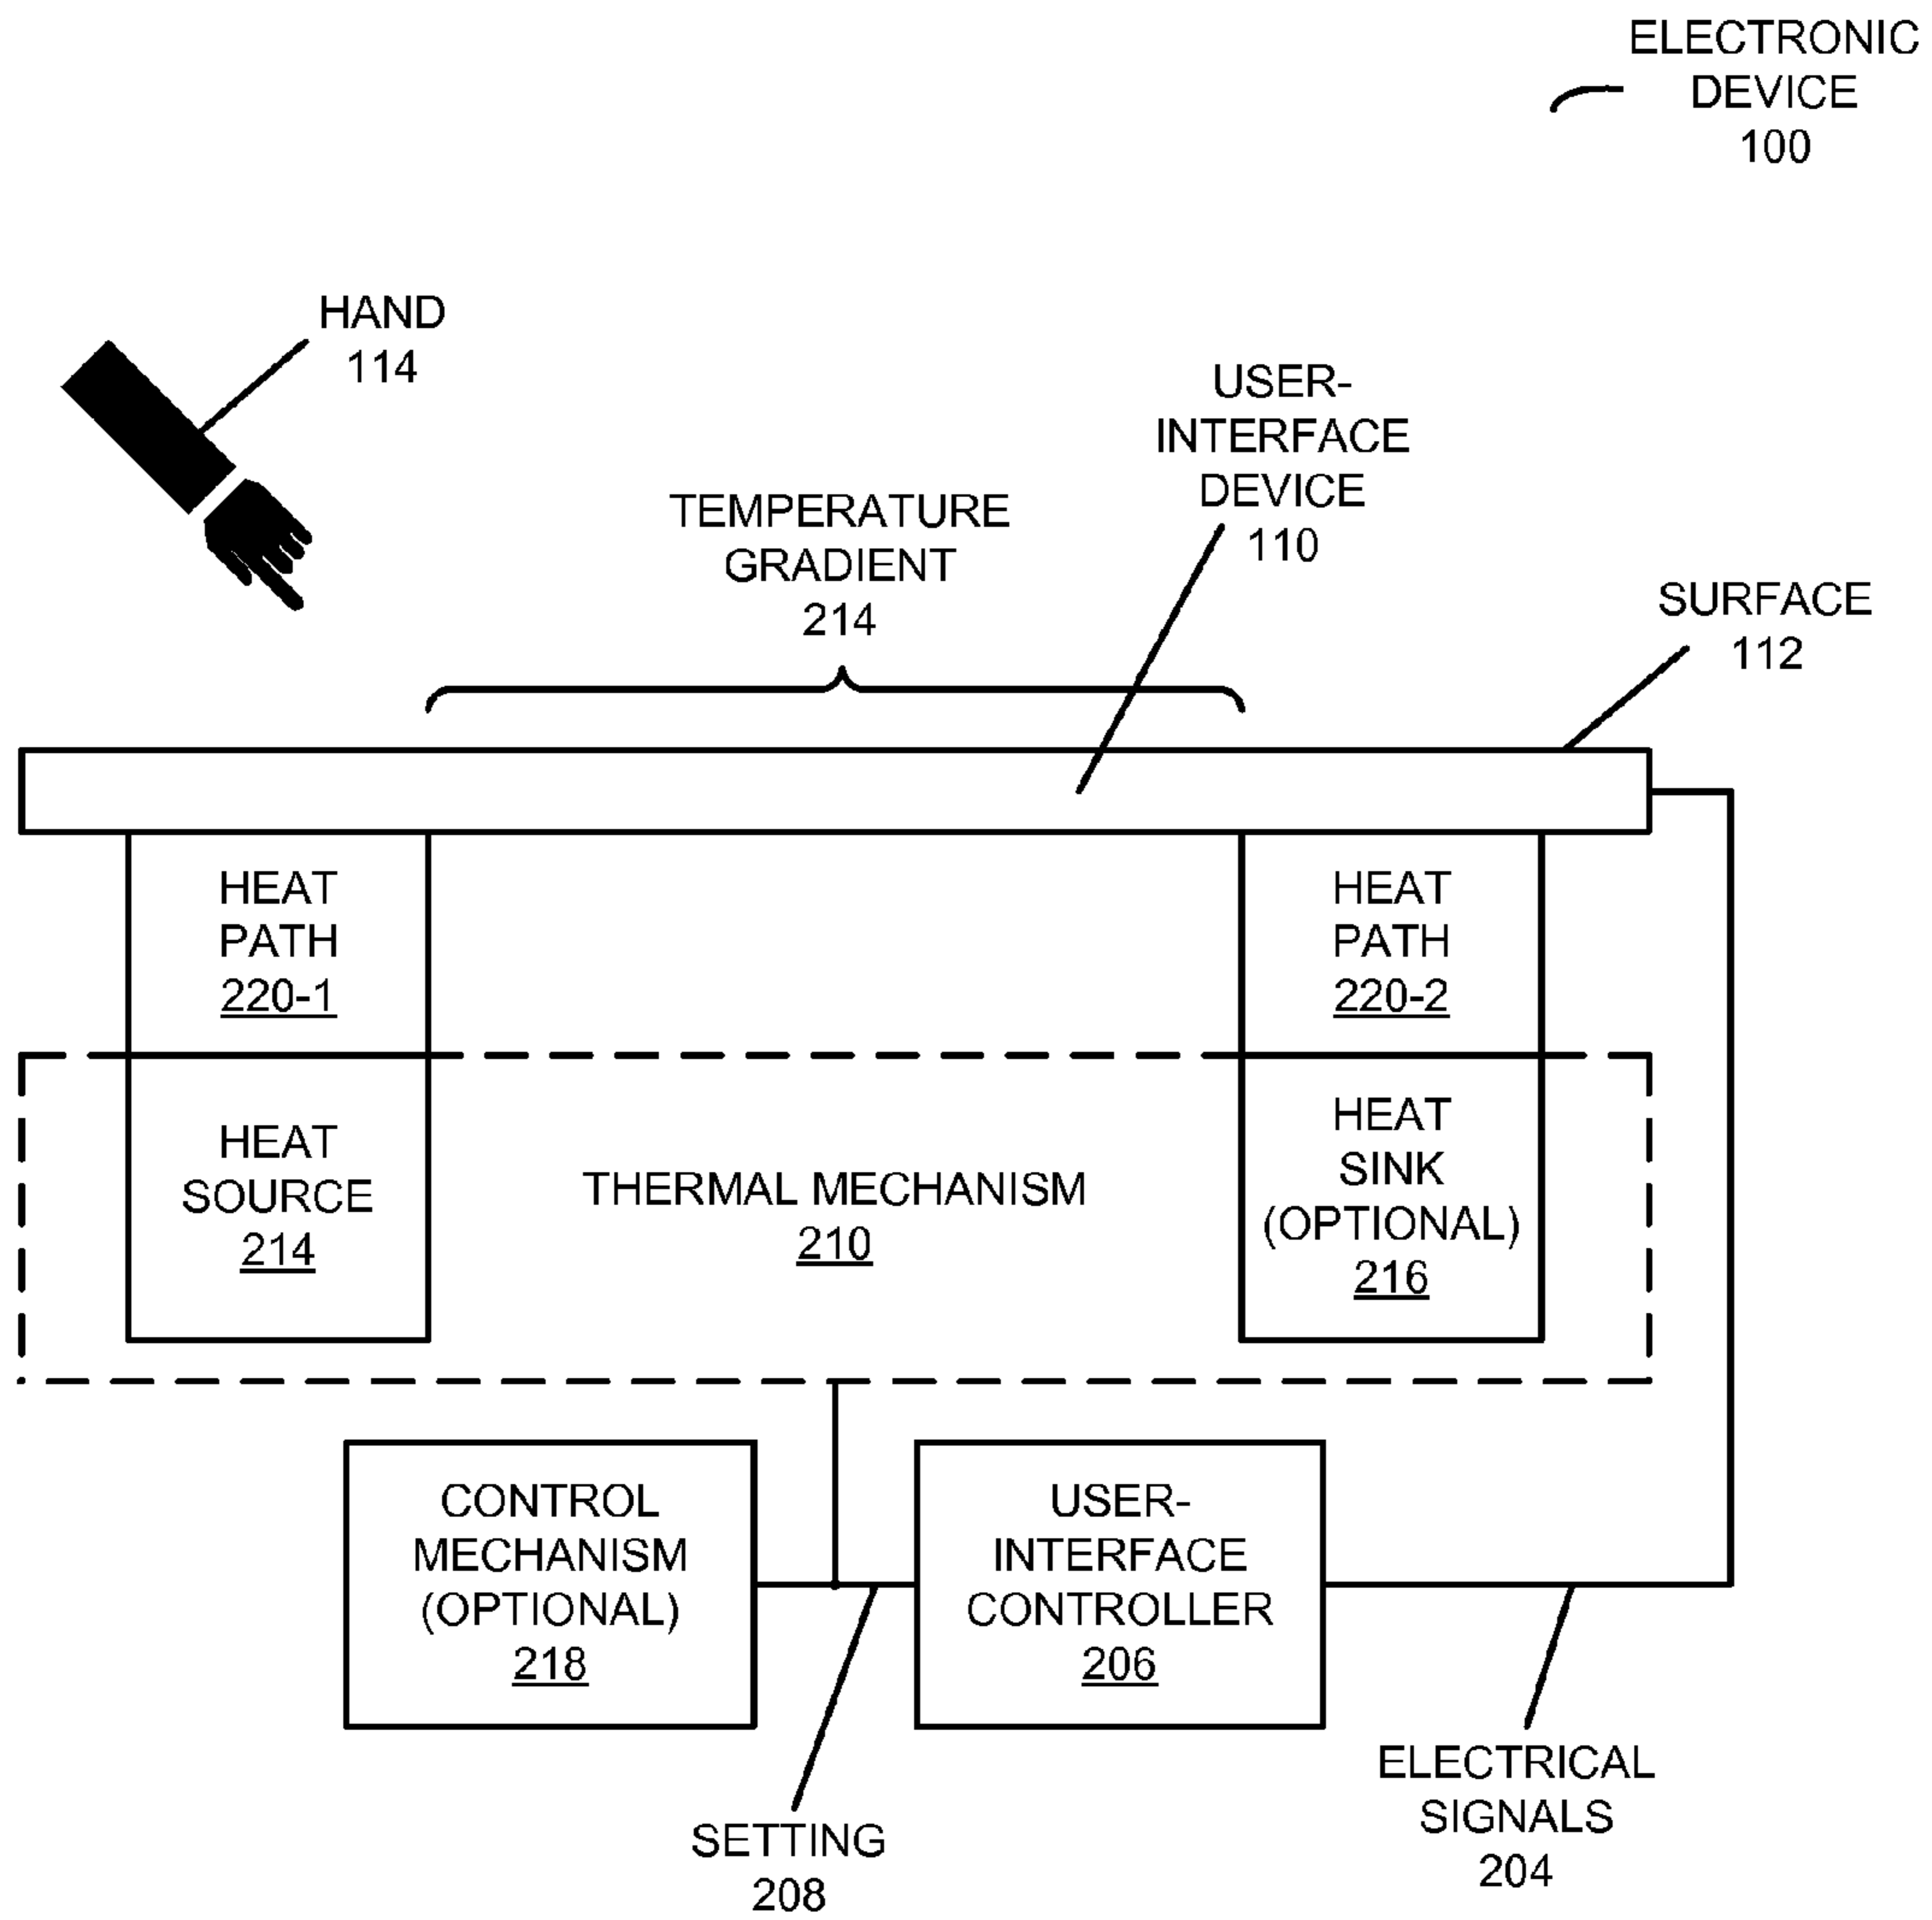 ELECTRONIC
DEVICE
100
HAND
114
USER-
INTERFACE
DEVICE
110
TEMPERATURE
GRADIENT
214
SURFACE
112
HEAT
PATH
220-1
HEAT
PATH
220-2
HEAT
SOURCE
214
THERMAL MECHANISM
210
HEAT
SINK
(OPTIONAL)
216
CONTROL
MECHANISM
(OPTIONAL)
218
USER-
INTERFACE
CONTROLLER
206
SETTING
208
ELECTRICAL
SIGNALS
204